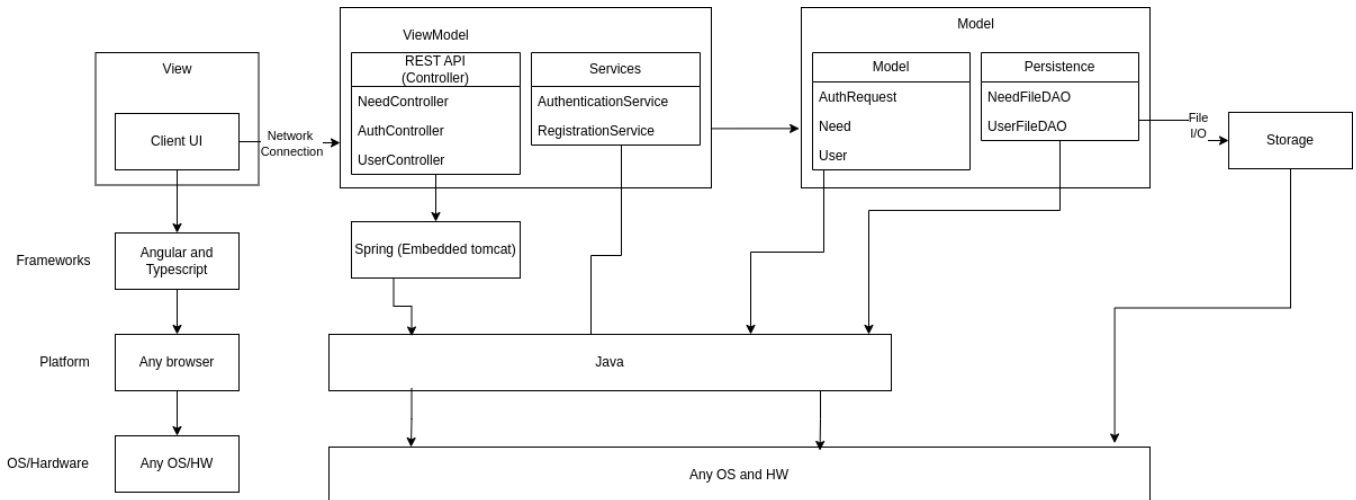 View
Client UI
Network
Connection
ViewModel
REST API
(Controller)
NeedController
AuthController
UserController
Services
AuthenticationService
RegistrationService
Model
Model
AuthRequest
Need
User
Persistence
NeedFileDAO
UserFileDAO
File
I/O
Storage
Frameworks
Angular and
Typescript
Spring (Embedded tomcat)
Platform
Any browser
Java
OS/Hardware
Any OS/HW
Any OS and HW